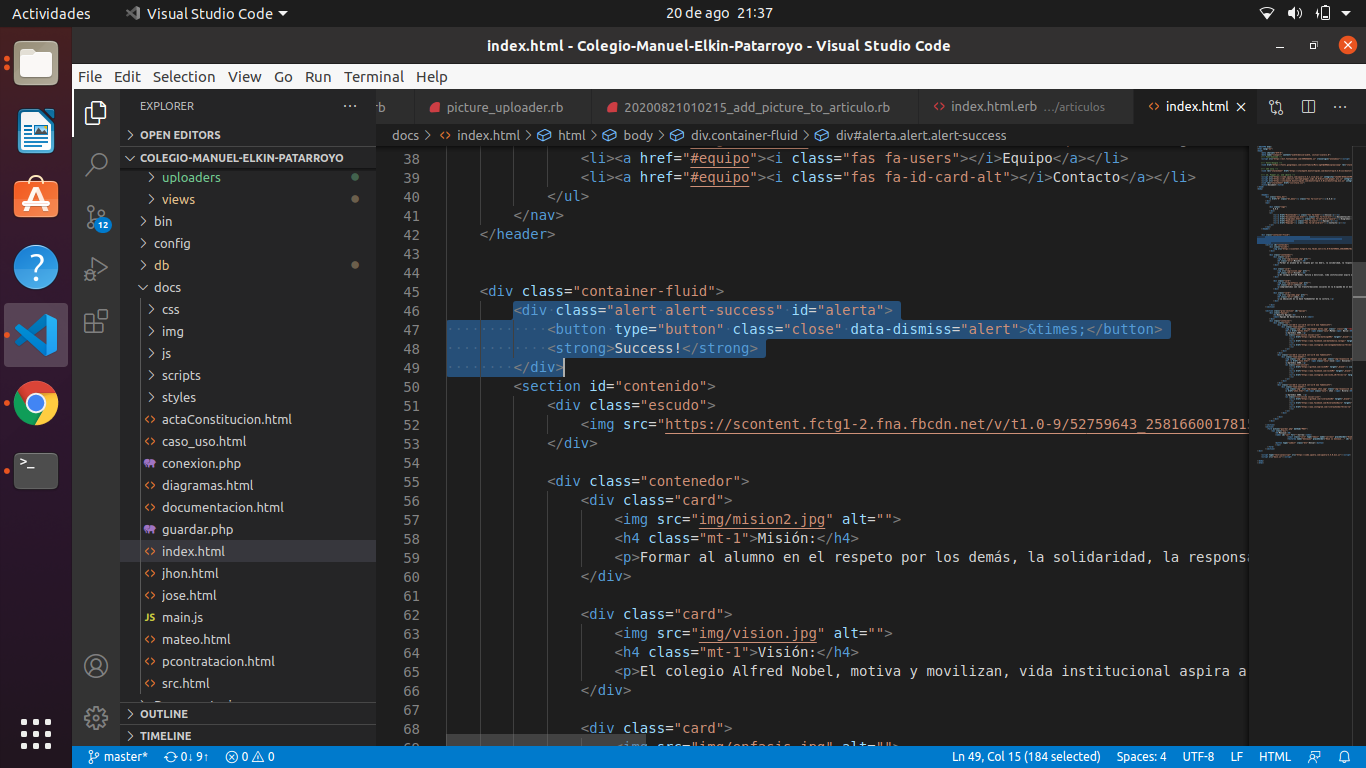 Actividades
Visual Studio Code
20 de ago 21:37
index.html - Colegio-Manuel-Elkin-Patarroyo - Visual Studio Code
File Edit Selection View Go Run Terminal Help
EXPLORER
rb
picture_uploader.rb
20200821010215_add_picture_to_articulo.rb
index.html.erb .../articulos
index.html
OPEN EDITORS
COLEGIO-MANUEL-ELKIN-PATARROYO
uploaders
views
bin
config
db
docs
css
img
js
scripts
styles
actaConstitucion.html
caso_uso.html
conexion.php
diagramas.html
documentacion.html
guardar.php
index.html
jhon.html
jose.html
JS main.js
mateo.html
pcontratacion.html
src.html
OUTLINE
TIMELINE
12
docs > index.html > html > body > div.container-fluid > div#alerta.alert.alert-success
38 <li><a href="#equipo"><i class="fas fa-users"></i>Equipo</a></li>
39 <li><a href="#equipo"><i class="fas fa-id-card-alt"></i>Contacto</a></li>
40 </ul>
41 </nav>
42 </header>
43
44
45 <div class="container-fluid">
46 <div class="alert alert-success" id="alerta">
47 <button type="button" class="close" data-dismiss="alert">&times;</button>
48 <strong>Success!</strong>
49 </div>
50 <section id="contenido">
51 <div class="escudo">
52 <img src="https://scontent.fctg1-2.fna.fbcdn.net/v/t1.0-9/52759643_258166001781
53 </div>
54
55 <div class="contenedor">
56 <div class="card">
57 <img src="img/mision2.jpg" alt="">
58 <h4 class="mt-1">Misión:</h4>
59 <p>Formar al alumno en el respeto por los demás, la solidaridad, la responsa
60 </div>
61
62 <div class="card">
63 <img src="img/vision.jpg" alt="">
64 <h4 class="mt-1">Visión:</h4>
65 <p>El colegio Alfred Nobel, motiva y movilizan, vida institucional aspira a
66 </div>
67
68 <div class="card">
master* 0↓ 9↑ 0 0
Ln 49, Col 15 (184 selected) Spaces: 4 UTF-8 LF HTML